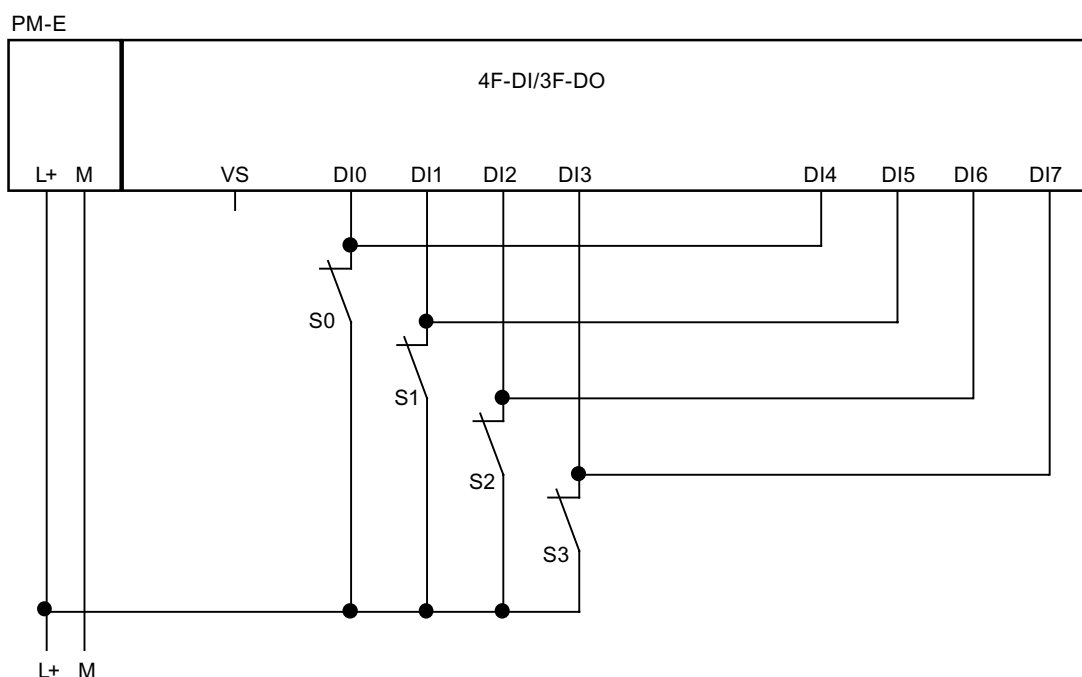 PM-E
4F-DI/3F-DO
L+ M VS DI0 DI1 DI2 DI3 DI4 DI5 DI6 DI7
S0
S1
S2
S3
L+ M